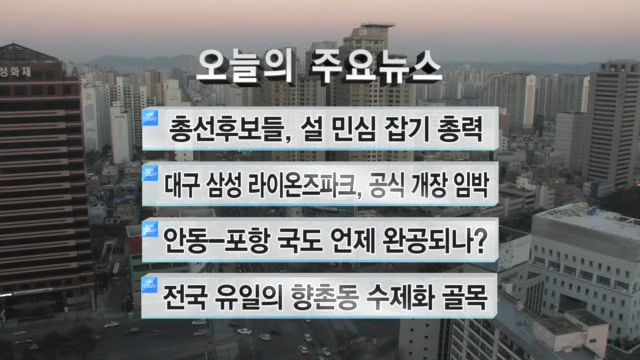 성화재
오늘의 주요뉴스
총선후보들, 설 민심 잡기 총력
대구 삼성 라이온즈파크, 공식 개장 임박
안동-포항 국도 언제 완공되나?
전국 유일의 향촌동 수제화 골목